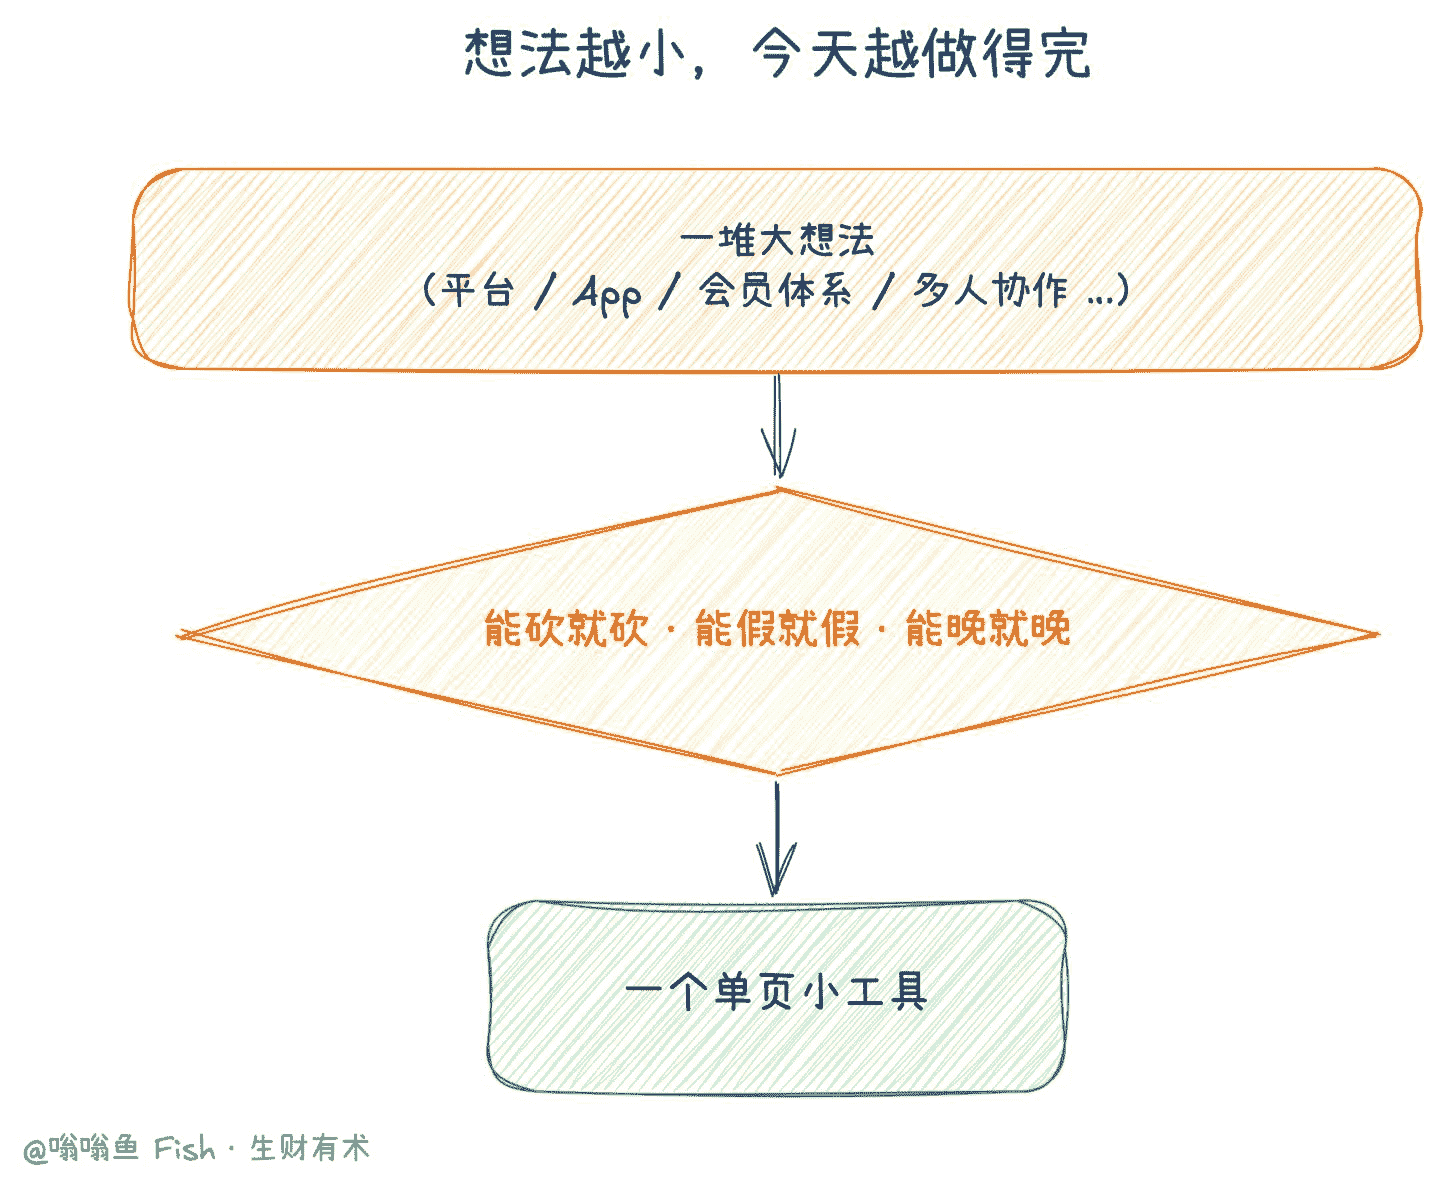 想法越小，今天越做得完
一堆大想法
（平台 / App / 会员体系 / 多人协作 ...）
能砍就砍 · 能假就假 · 能晚就晚
一个单页小工具
@嗡嗡鱼 Fish · 生财有术